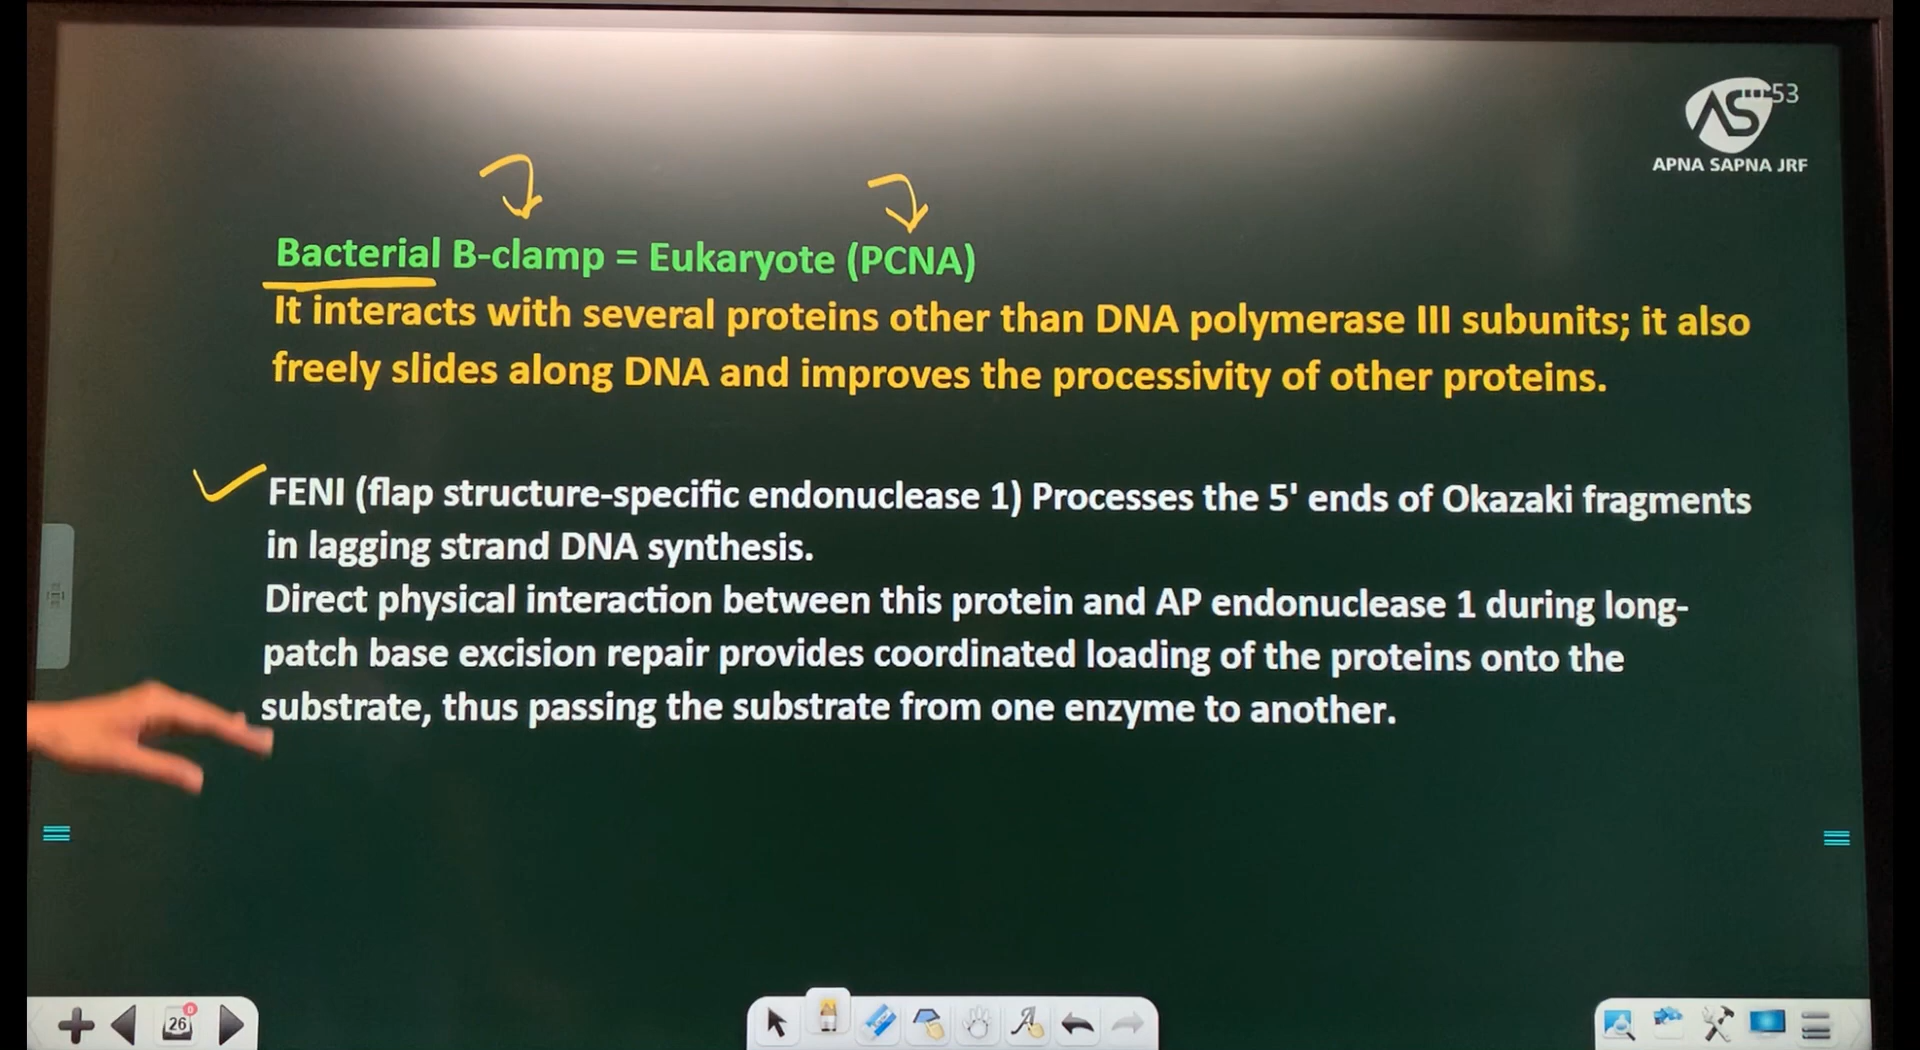 53
AS
APNA SAPNA JRF
Bacterial B-clamp = Eukaryote (PCNA)
It interacts with several proteins other than DNA polymerase III subunits; it also
freely slides along DNA and improves the processivity of other proteins.
FENI (flap structure-specific endonuclease 1) Processes the 5' ends of Okazaki fragments
in lagging strand DNA synthesis.
Direct physical interaction between this protein and AP endonuclease 1 during long-
patch base excision repair provides coordinated loading of the proteins onto the
substrate, thus passing the substrate from one enzyme to another.
0
26